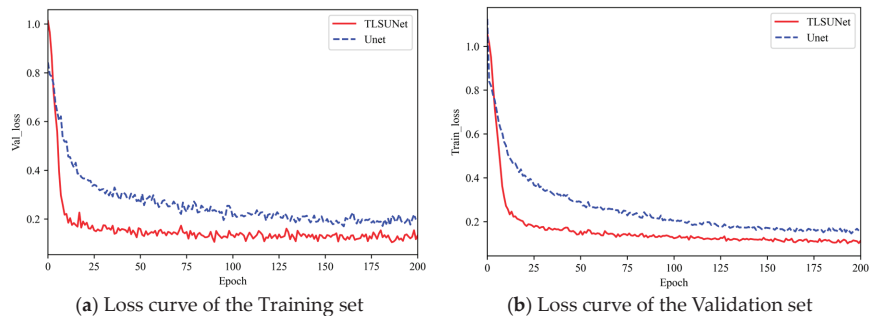 TLSUNet
Unet
1.0
0.8
0.6
0.4
0.2
Val_loss
0 25 50 75 100 125 150 175 200
Epoch
(a) Loss curve of the Training set
TLSUNet
Unet
1.0
0.8
0.6
0.4
0.2
Train_loss
0 25 50 75 100 125 150 175 200
Epoch
(b) Loss curve of the Validation set